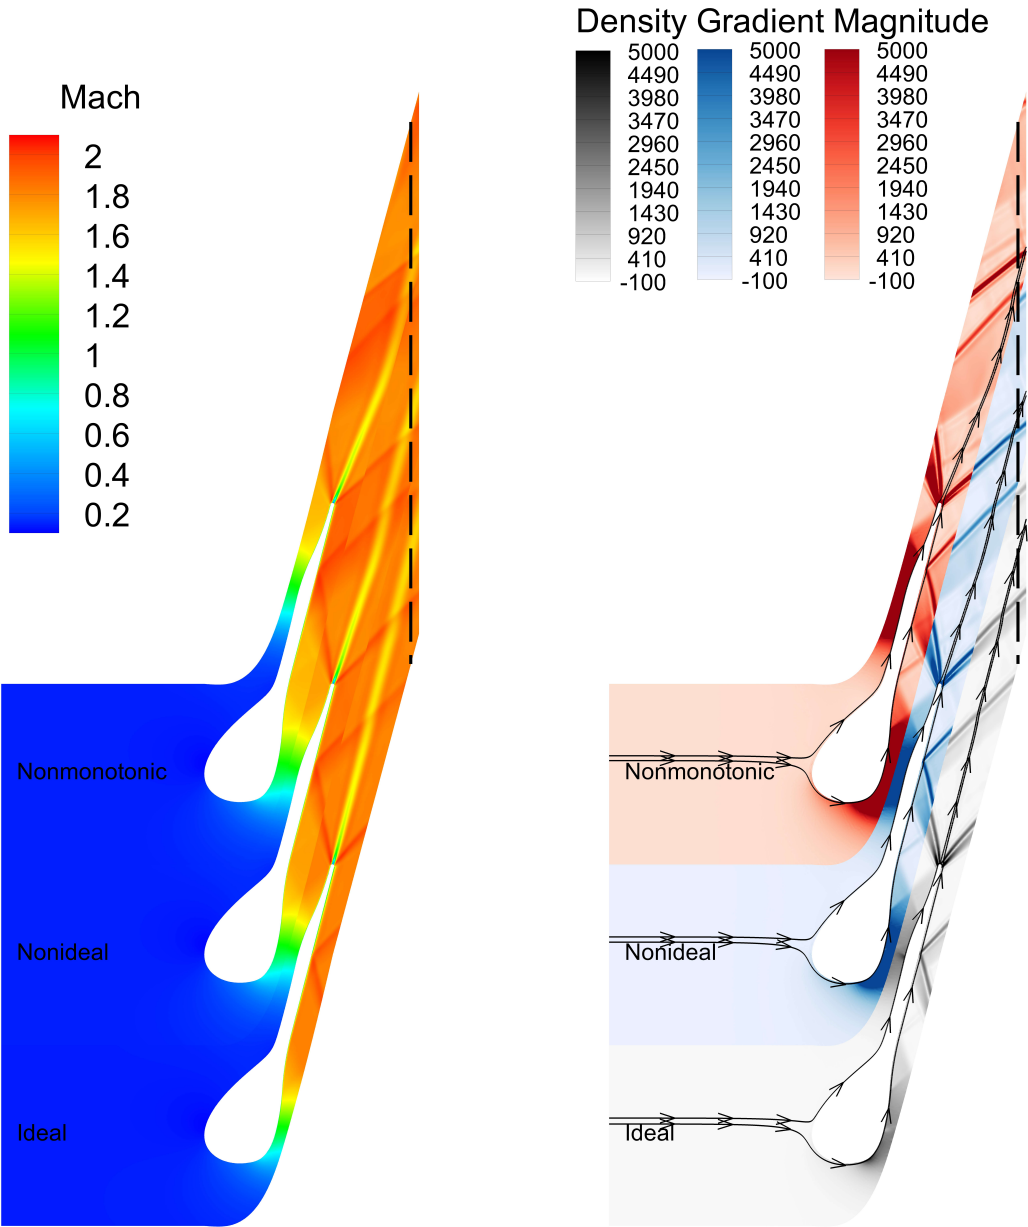 Density Gradient Magnitude
5000 5000 5000
4490 4490 4490
3980 3980 3980
3470 3470 3470
2960 2960 2960
2450 2450 2450
1940 1940 1940
1430 1430 1430
920 920 920
410 410 410
-100 -100 -100
Mach
2
1.8
1.6
1.4
1.2
1
0.8
0.6
0.4
0.2
Nonmonotonic
Nonideal
Ideal
Nonmonotonic
Nonideal
Ideal